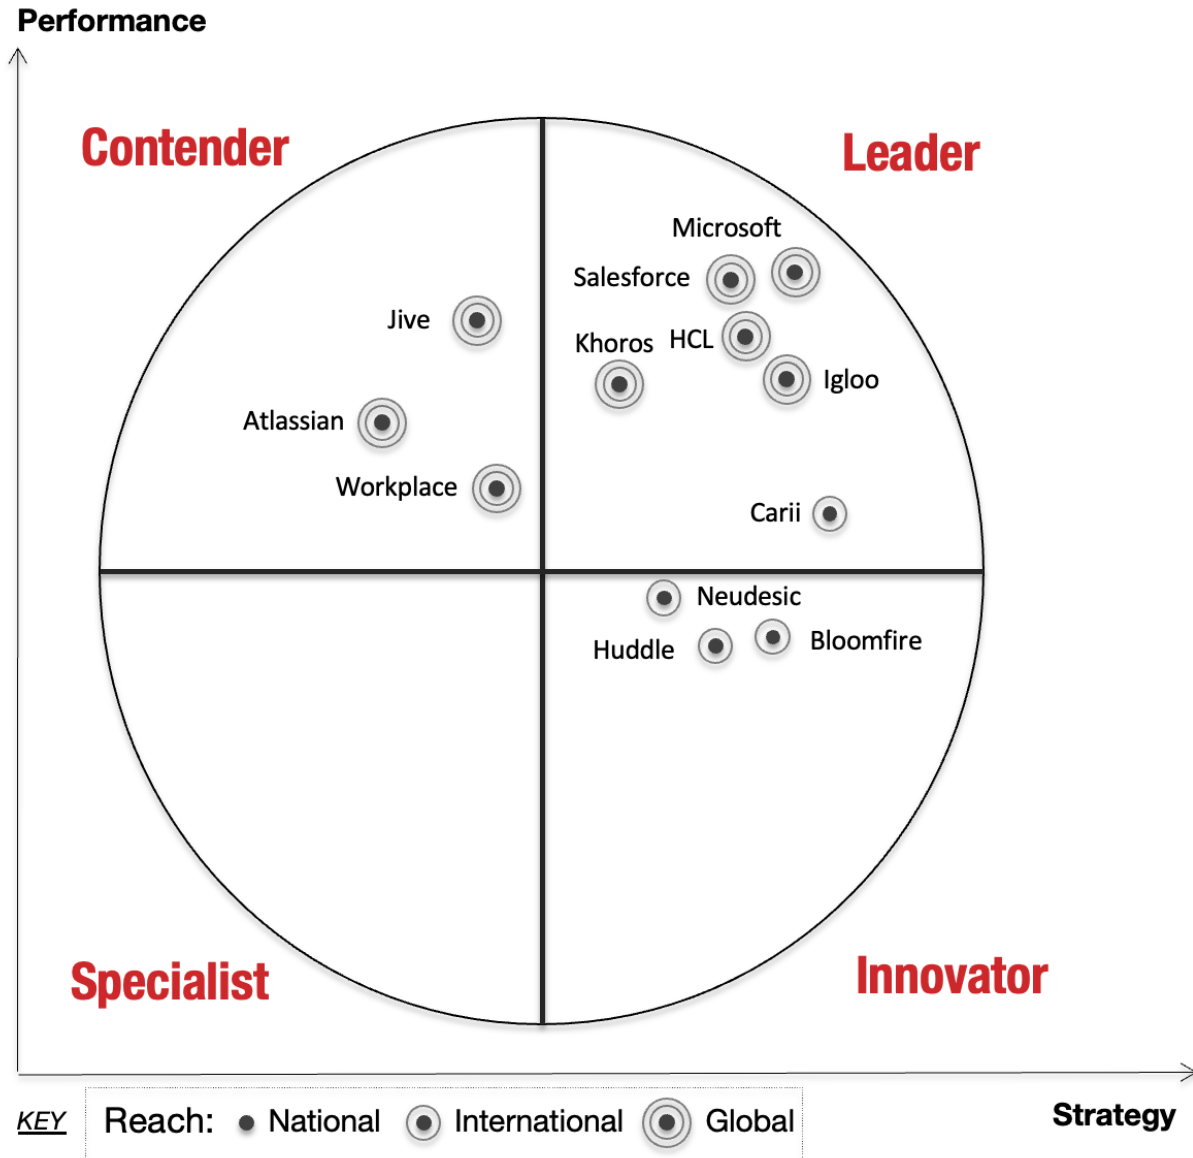 Performance
Contender
Leader
Microsoft
Salesforce
Jive
Khoros
HCL
Igloo
Atlassian
Workplace
Carii
Neudesic
Huddle
Bloomfire
Specialist
Innovator
KEY
Reach: National International Global
Strategy